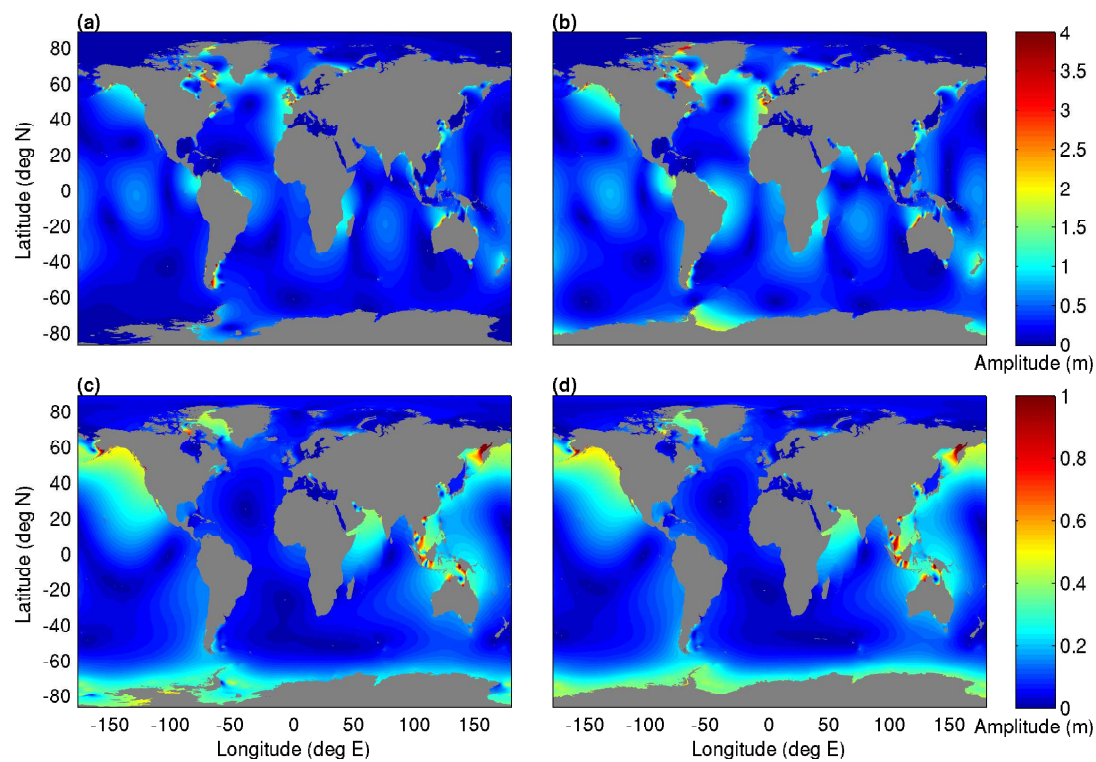 (a) (b)
80 60 40 20 0 -20 -40 -60 -80
Latitude (deg N)
4 3.5 3 2.5 2 1.5 1 0.5 0
Amplitude (m)
(c) (d)
80 60 40 20 0 -20 -40 -60 -80
Latitude (deg N)
1 0.8 0.6 0.4 0.2 0
Amplitude (m)
-150 -100 -50 0 50 100 150 -150 -100 -50 0 50 100 150
Longitude (deg E) Longitude (deg E)